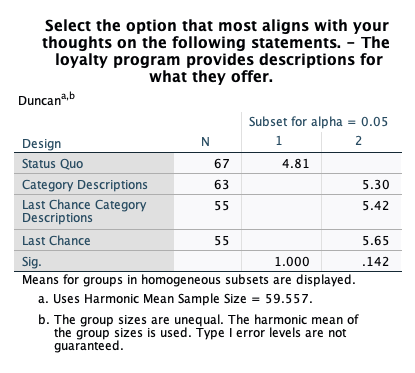 Select the option that most aligns with your
thoughts on the following statements. – The
loyalty program provides descriptions for
what they offer.
Duncanᵃ,ᵇ
Subset for alpha = 0.05
Design N 1 2
Status Quo 67 4.81
Category Descriptions 63 5.30
Last Chance Category 55 5.42
Descriptions
Last Chance 55 5.65
Sig. 1.000 .142
Means for groups in homogeneous subsets are displayed.
a. Uses Harmonic Mean Sample Size = 59.557.
b. The group sizes are unequal. The harmonic mean of
the group sizes is used. Type I error levels are not
guaranteed.